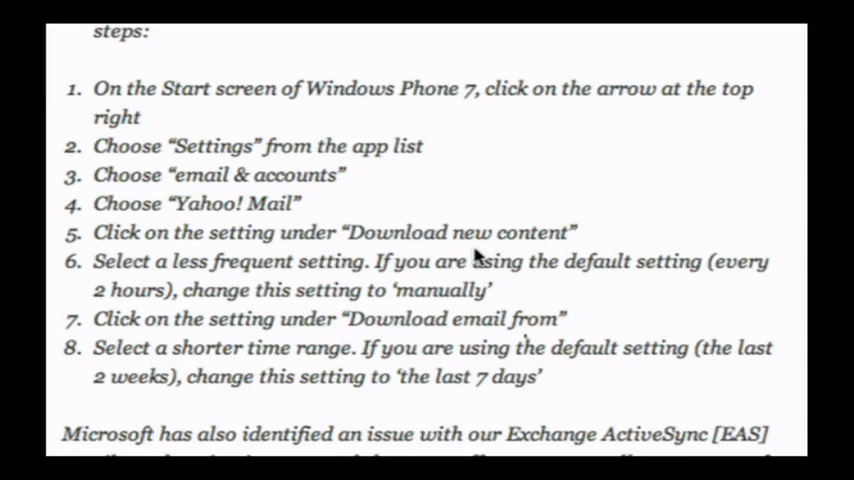 steps:
1. On the Start screen of Windows Phone 7, click on the arrow at the top
right
2. Choose “Settings” from the app list
3. Choose “email & accounts”
4. Choose “Yahoo! Mail”
5. Click on the setting under “Download new content”
6. Select a less frequent setting. If you are using the default setting (every
2 hours), change this setting to ‘manually’
7. Click on the setting under “Download email from”
8. Select a shorter time range. If you are using the default setting (the last
2 weeks), change this setting to ‘the last 7 days’
Microsoft has also identified an issue with our Exchange ActiveSync [EAS]